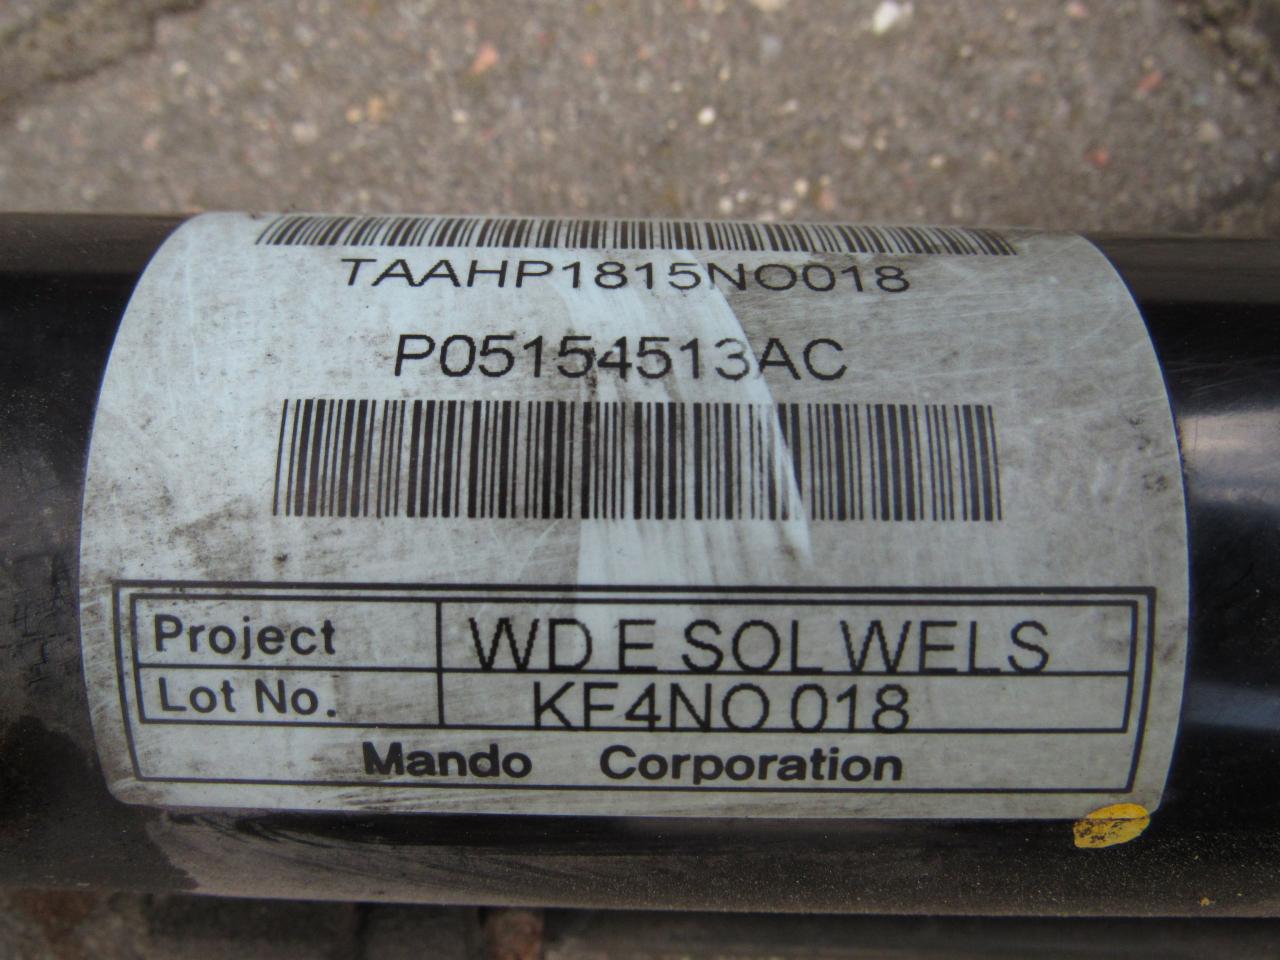 TAAHP1815NO018
P05154513AC
Project WD E SOL WELS
Lot No. KF4NO 018
Mando Corporation